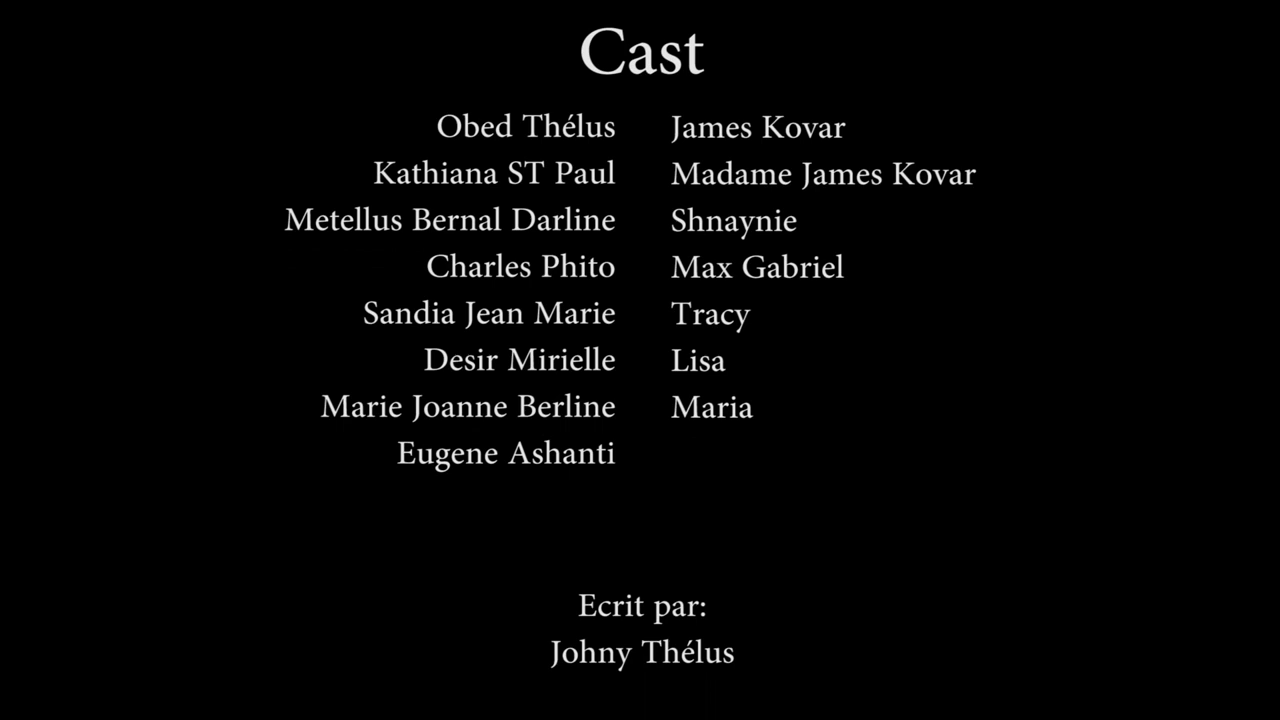 Cast
Obed Thélus James Kovar
Kathiana ST Paul Madame James Kovar
Metellus Bernal Darline Shnaynie
Charles Phito Max Gabriel
Sandia Jean Marie Tracy
Desir Mirielle Lisa
Marie Joanne Berline Maria
Eugene Ashanti
Ecrit par:
Johny Thélus